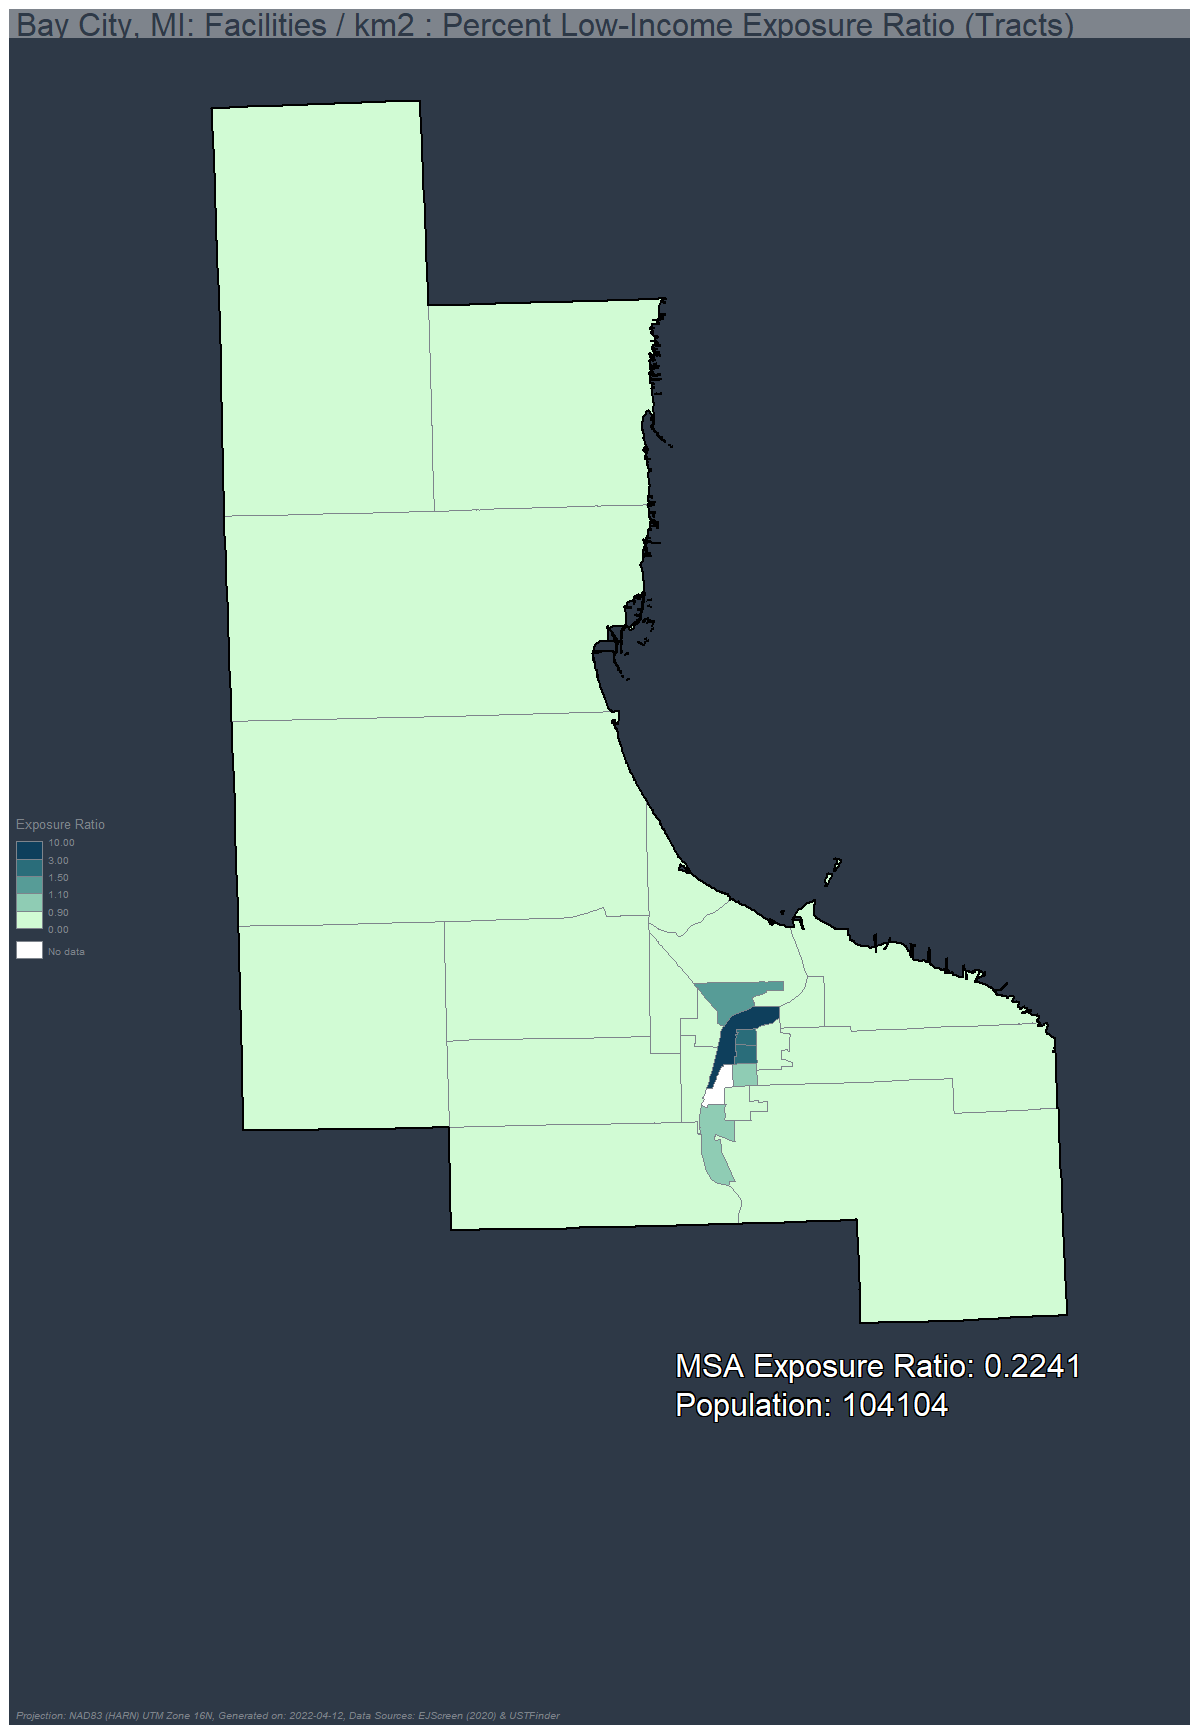 Bay City, MI: Facilities / km2 : Percent Low-Income Exposure Ratio (Tracts)
Exposure Ratio
10.00
3.00
1.50
1.10
0.90
0.00
No data
MSA Exposure Ratio: 0.2241
Population: 104104
Projection: NAD83 (HARN) UTM Zone 16N, Generated on: 2022-04-12, Data Sources: EJScreen (2020) & USTFinder